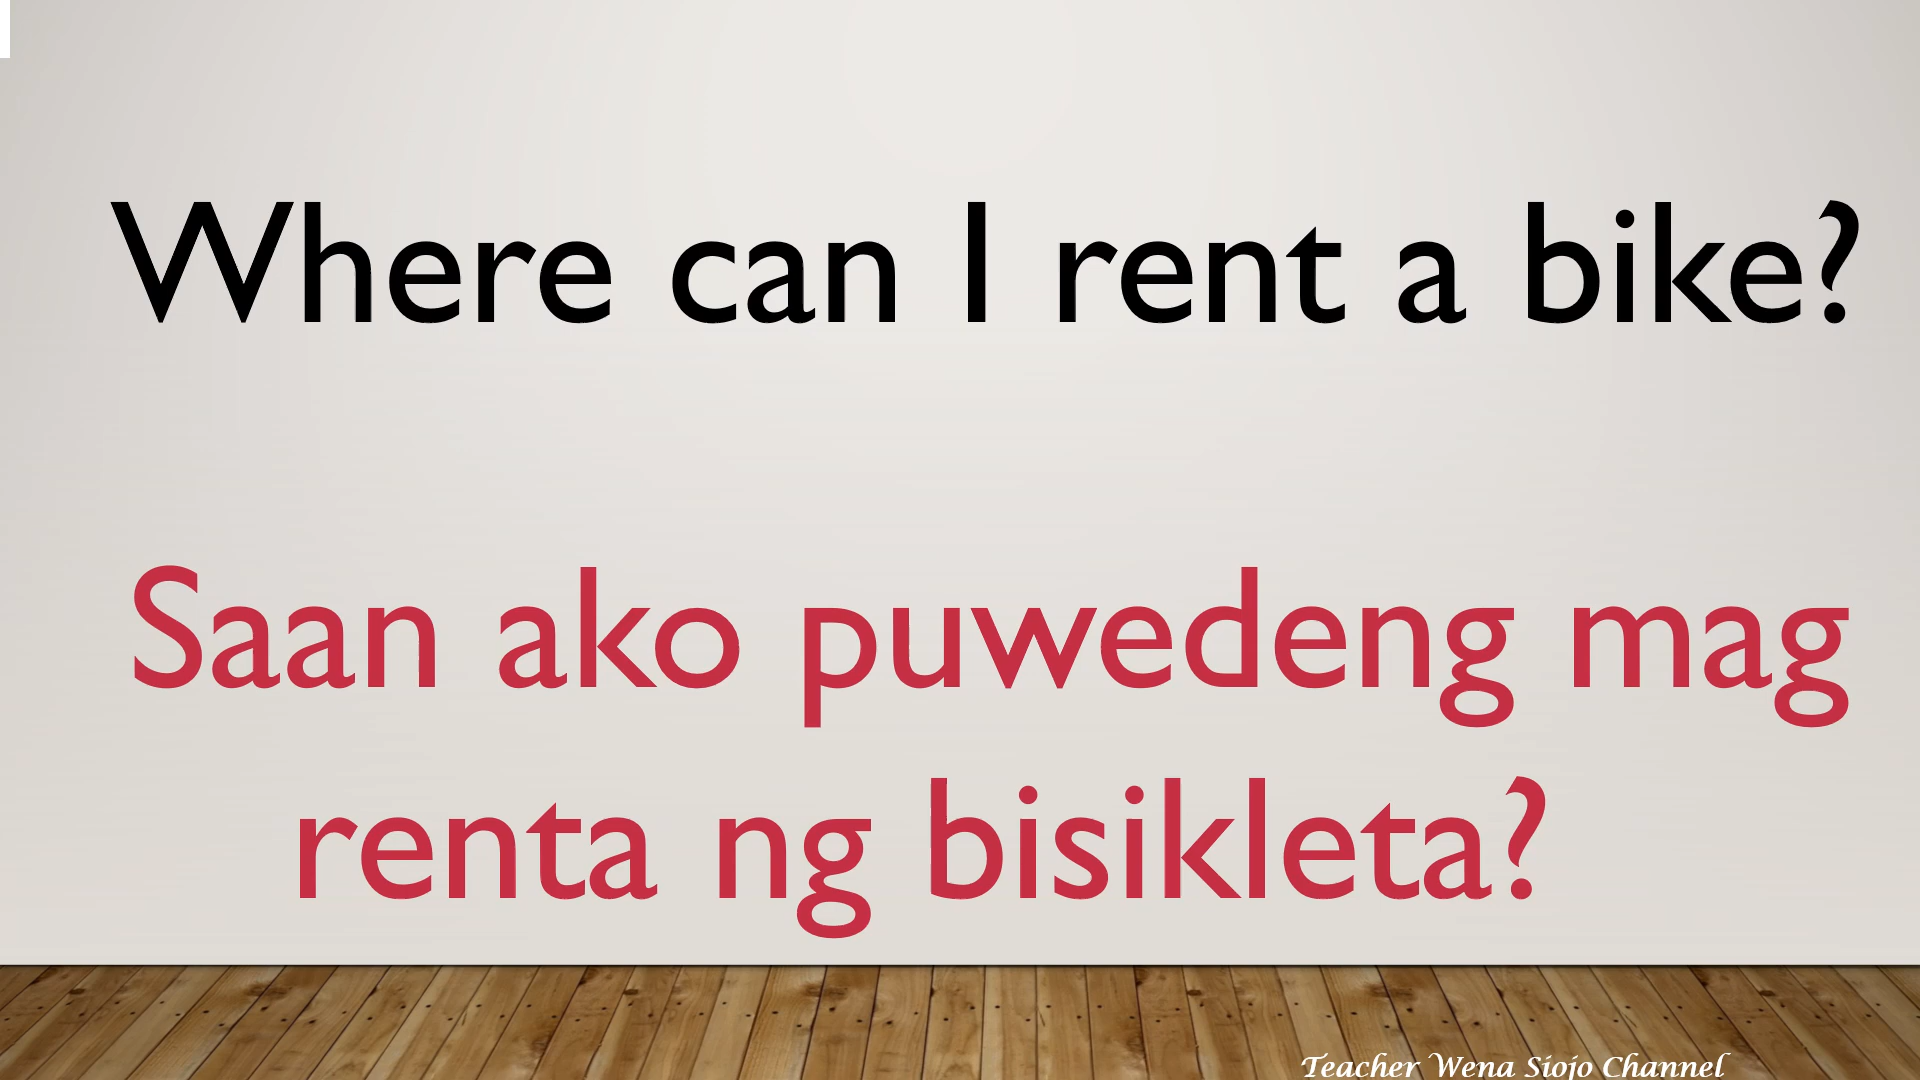 Where can I rent a bike?
Saan ako puwedeng mag
renta ng bisikleta?
Teacher Wena Siojo Channel